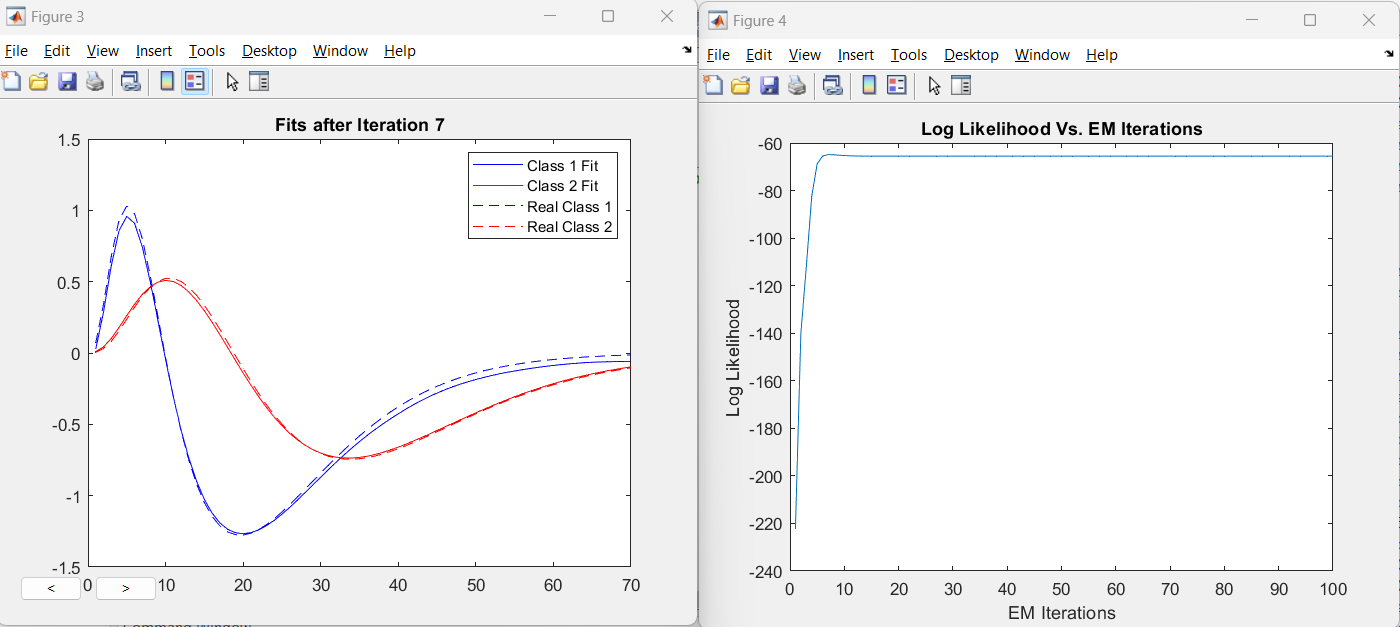 Figure 3
File Edit View Insert Tools Desktop Window Help
Fits after Iteration 7
1.5
1
0.5
0
-0.5
-1
-1.5
Class 1 Fit
Class 2 Fit
Real Class 1
Real Class 2
0 10 20 30 40 50 60 70
< >
Figure 4
File Edit View Insert Tools Desktop Window Help
Log Likelihood Vs. EM Iterations
Log Likelihood
-60
-80
-100
-120
-140
-160
-180
-200
-220
-240
0 10 20 30 40 50 60 70 80 90 100
EM Iterations